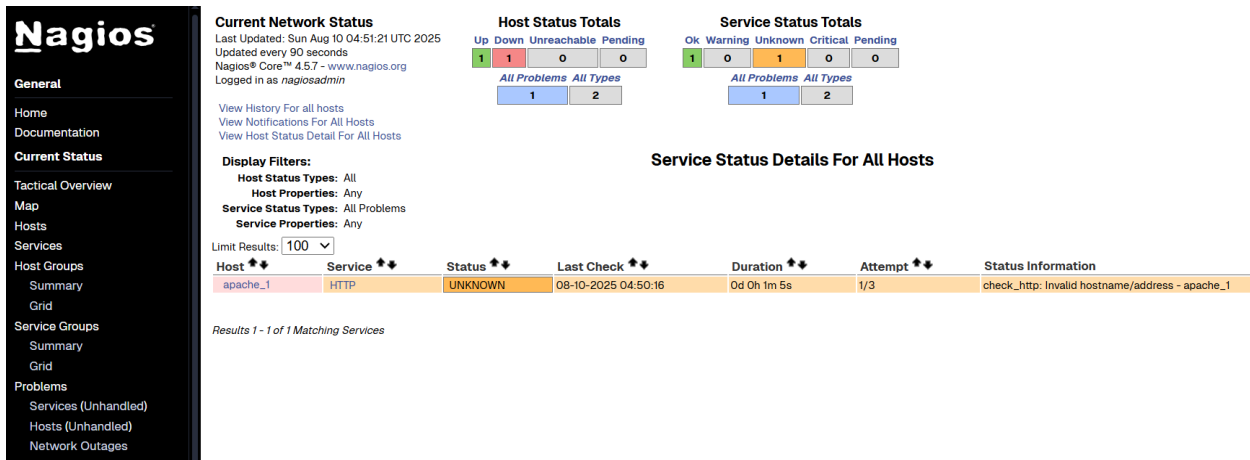 Nagios®
General
Home
Documentation
Current Status
Tactical Overview
Map
Hosts
Services
Host Groups
Summary
Grid
Service Groups
Summary
Grid
Problems
Services (Unhandled)
Hosts (Unhandled)
Network Outages
Current Network Status
Last Updated: Sun Aug 10 04:51:21 UTC 2025
Updated every 90 seconds
Nagios® Core™ 4.5.7 - www.nagios.org
Logged in as nagiosadmin
View History For all hosts
View Notifications For All Hosts
View Host Status Detail For All Hosts
Host Status Totals
Up Down Unreachable Pending
1 1 0 0
All Problems All Types
1 2
Service Status Totals
Ok Warning Unknown Critical Pending
1 0 1 0 0
All Problems All Types
1 2
Display Filters:
Host Status Types: All
Host Properties: Any
Service Status Types: All Problems
Service Properties: Any
Service Status Details For All Hosts
Limit Results: 100
Host Service Status Last Check Duration Attempt Status Information
apache_1 HTTP UNKNOWN 08-10-2025 04:50:16 0d 0h 1m 5s 1/3 check_http: Invalid hostname/address - apache_1
Results 1 - 1 of 1 Matching Services